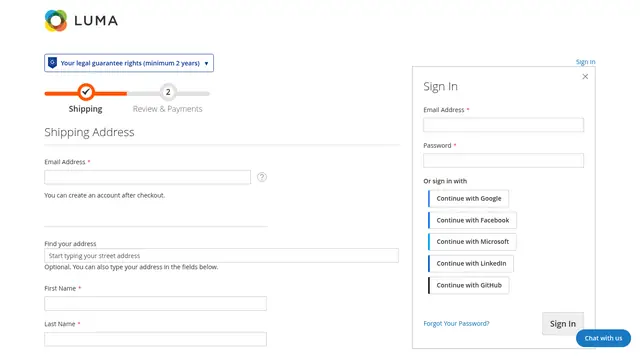 LUMA
Your legal guarantee rights (minimum 2 years) ▼
Sign In
2
Shipping
Review & Payments
Shipping Address
Email Address *
?
You can create an account after checkout.
Find your address
Start typing your street address
Optional. You can also type your address in the fields below.
First Name *
Last Name *
Sign In
Email Address *
Password *
Or sign in with
Continue with Google
Continue with Facebook
Continue with Microsoft
Continue with LinkedIn
Continue with GitHub
Forgot Your Password?
Sign In
Chat with us